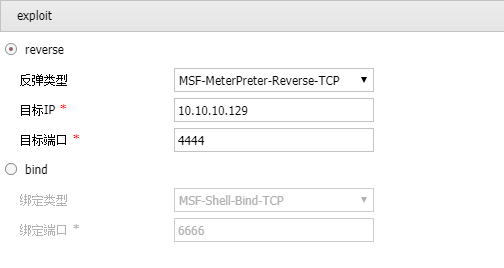 exploit
reverse
反弹类型 MSF-MeterPreter-Reverse-TCP
目标IP * 10.10.10.129
目标端口 * 4444
bind
绑定类型 MSF-Shell-Bind-TCP
绑定端口 * 6666